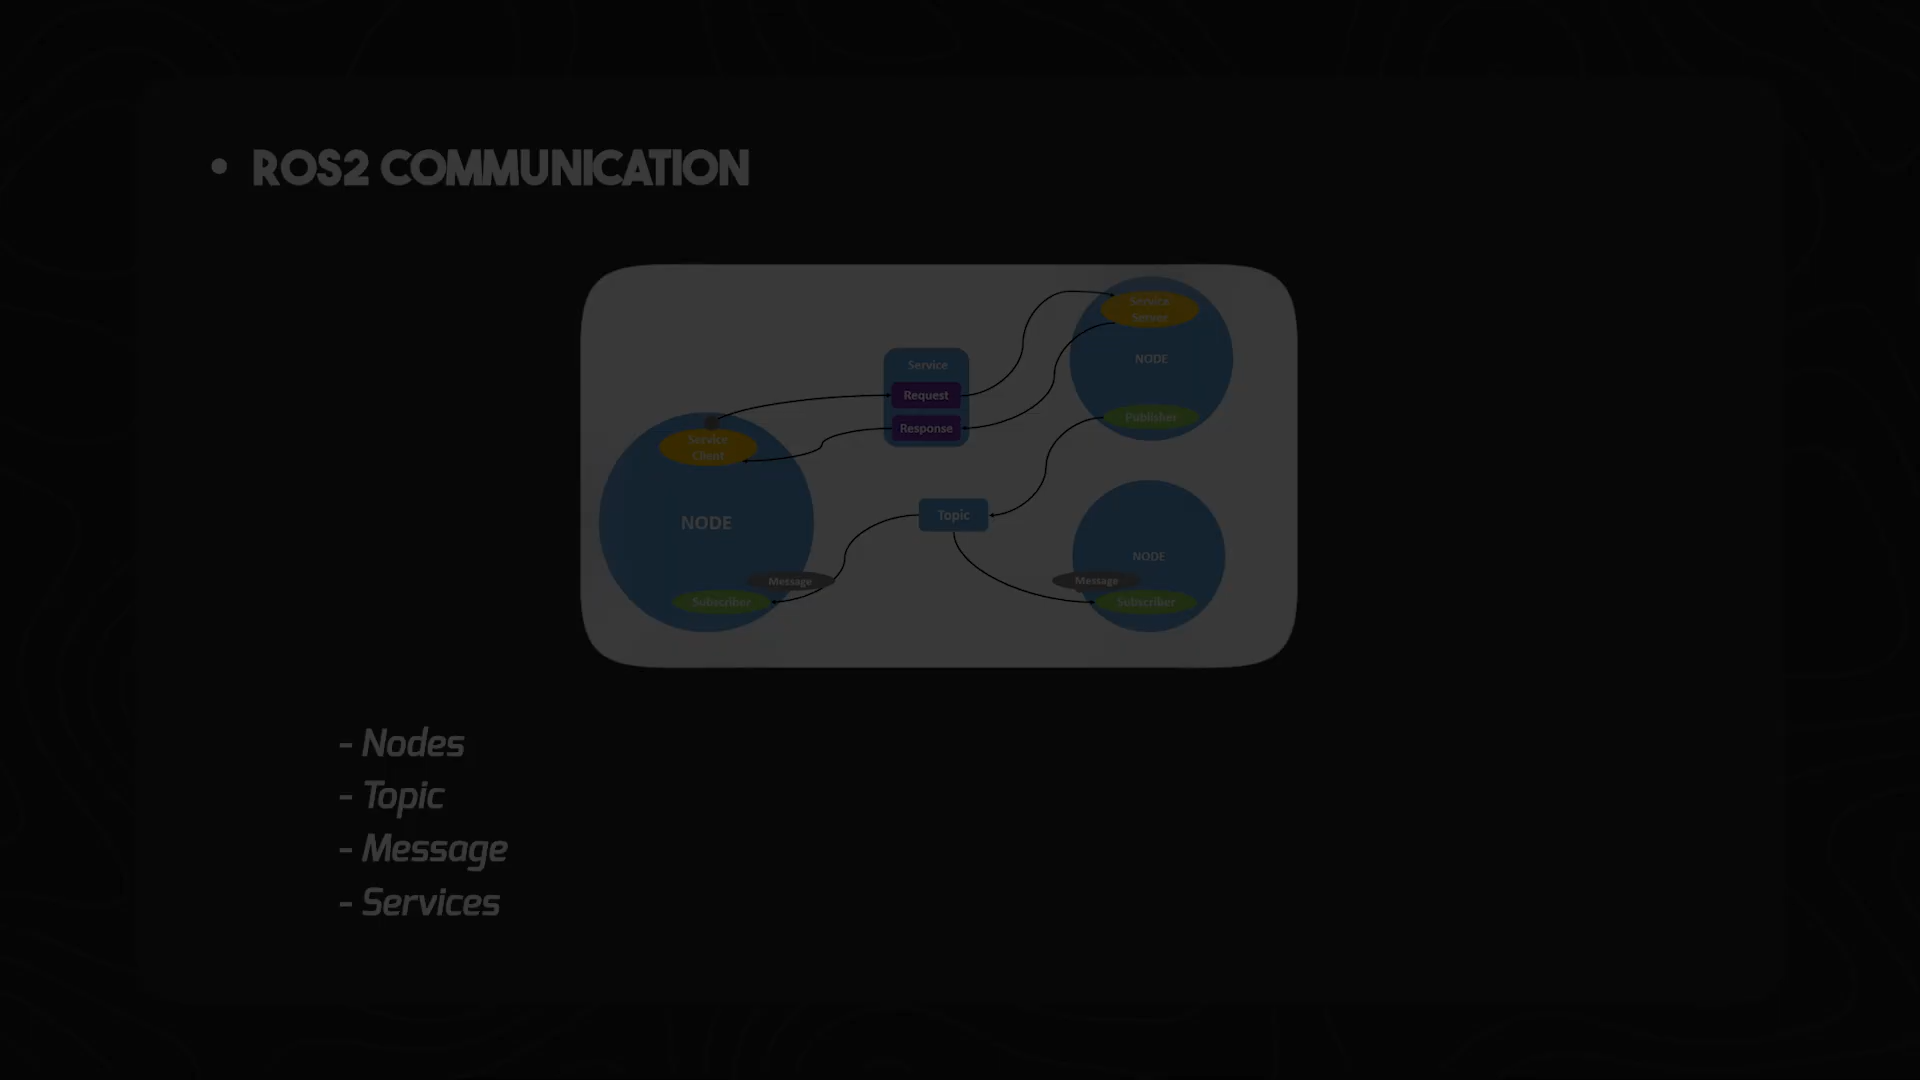 • ROS2 COMMUNICATION
Service
Server
NODE
Publisher
Service
Request
Response
Service
Client
NODE
Message
Subscriber
Topic
NODE
Message
Subscriber
- Nodes
- Topic
- Message
- Services